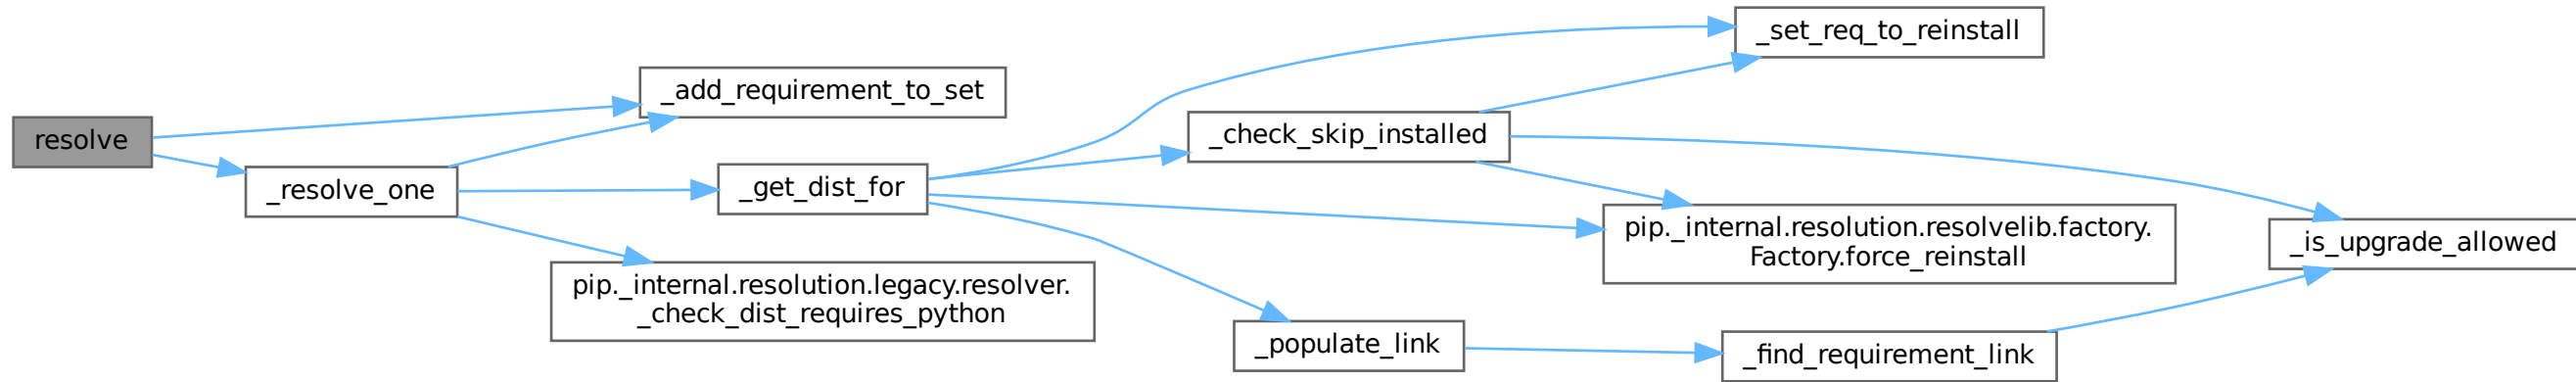 resolve
_add_requirement_to_set
_resolve_one
_get_dist_for
pip._internal.resolution.legacy.resolver.
_check_dist_requires_python
_check_skip_installed
_set_req_to_reinstall
pip._internal.resolution.resolvelib.factory.
Factory.force_reinstall
_populate_link
_find_requirement_link
_is_upgrade_allowed